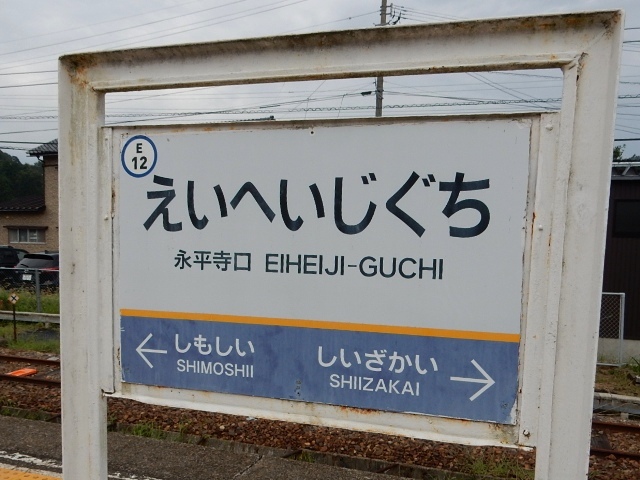 E
12
えいへいじぐち
永平寺口 EIHEIJI-GUCHI
← しもしい
SHIMOSHII
しいざかい →
SHIIZAKAI